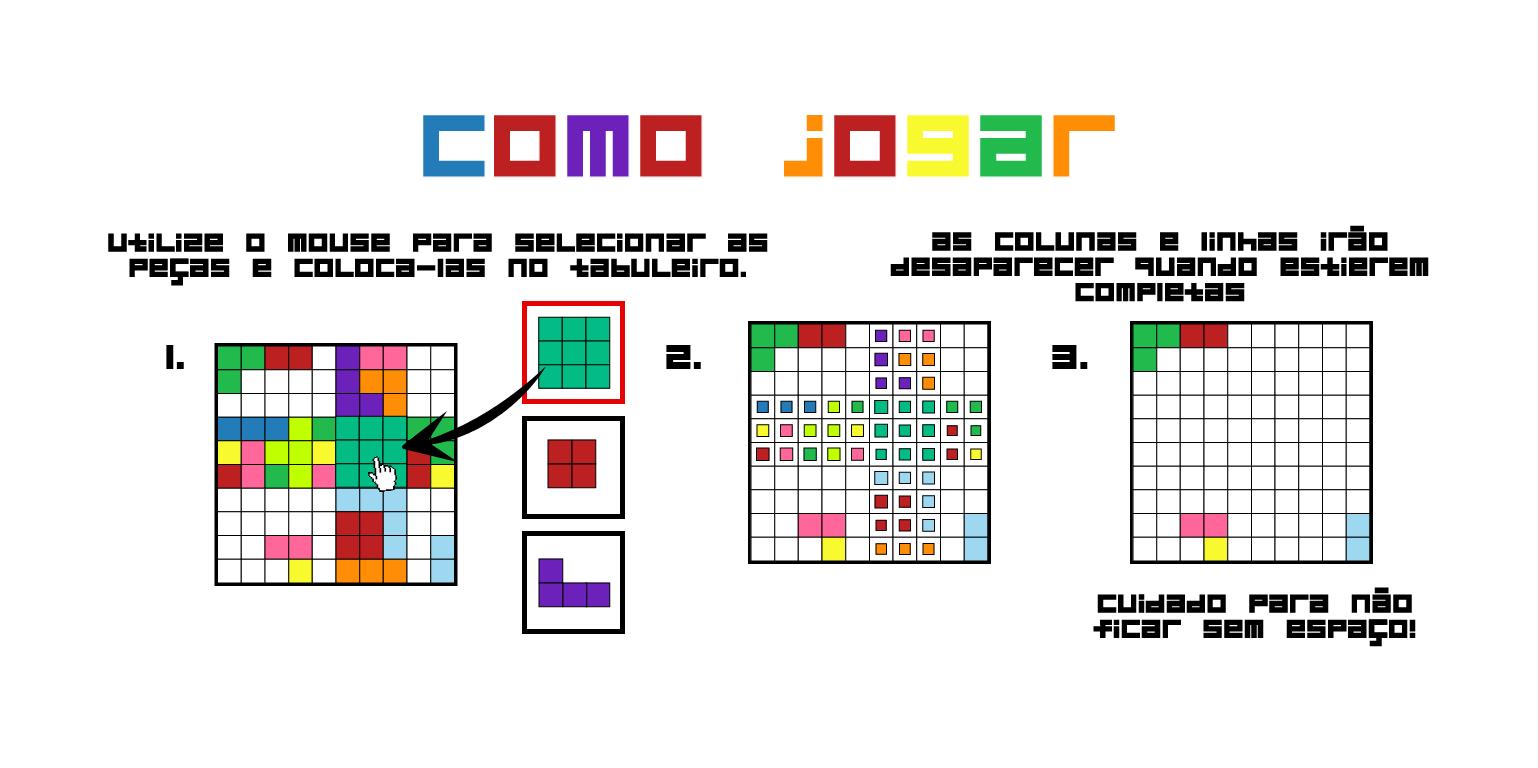 como jogar
utilize o mouse para selecionar as
peças e coloca-las no tabuleiro.
as colunas e linhas irão
desaparecer quando estierem
completas
1.
2.
3.
cuidado para não
ficar sem espaço!